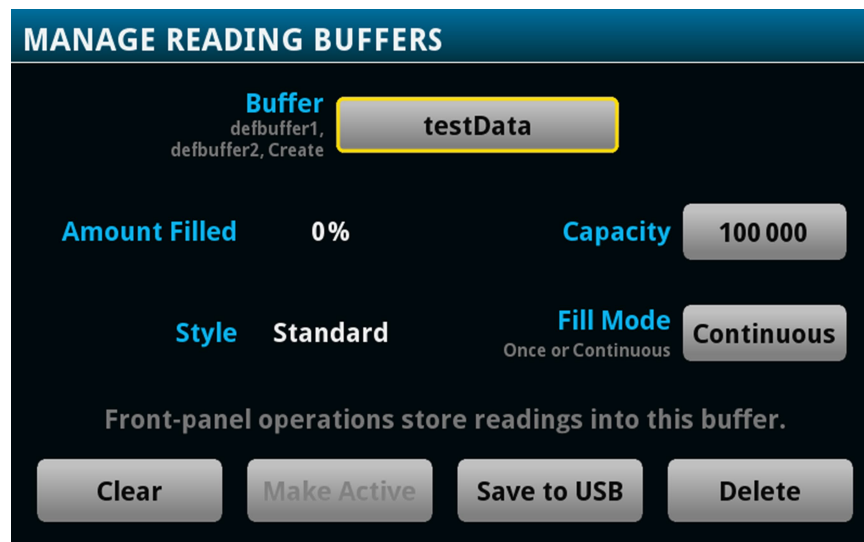 MANAGE READING BUFFERS
Buffer
defbuffer1,
defbuffer2, Create
testData
Amount Filled 0%
Capacity 100 000
Style Standard
Fill Mode
Once or Continuous
Continuous
Front-panel operations store readings into this buffer.
Clear
Make Active
Save to USB
Delete